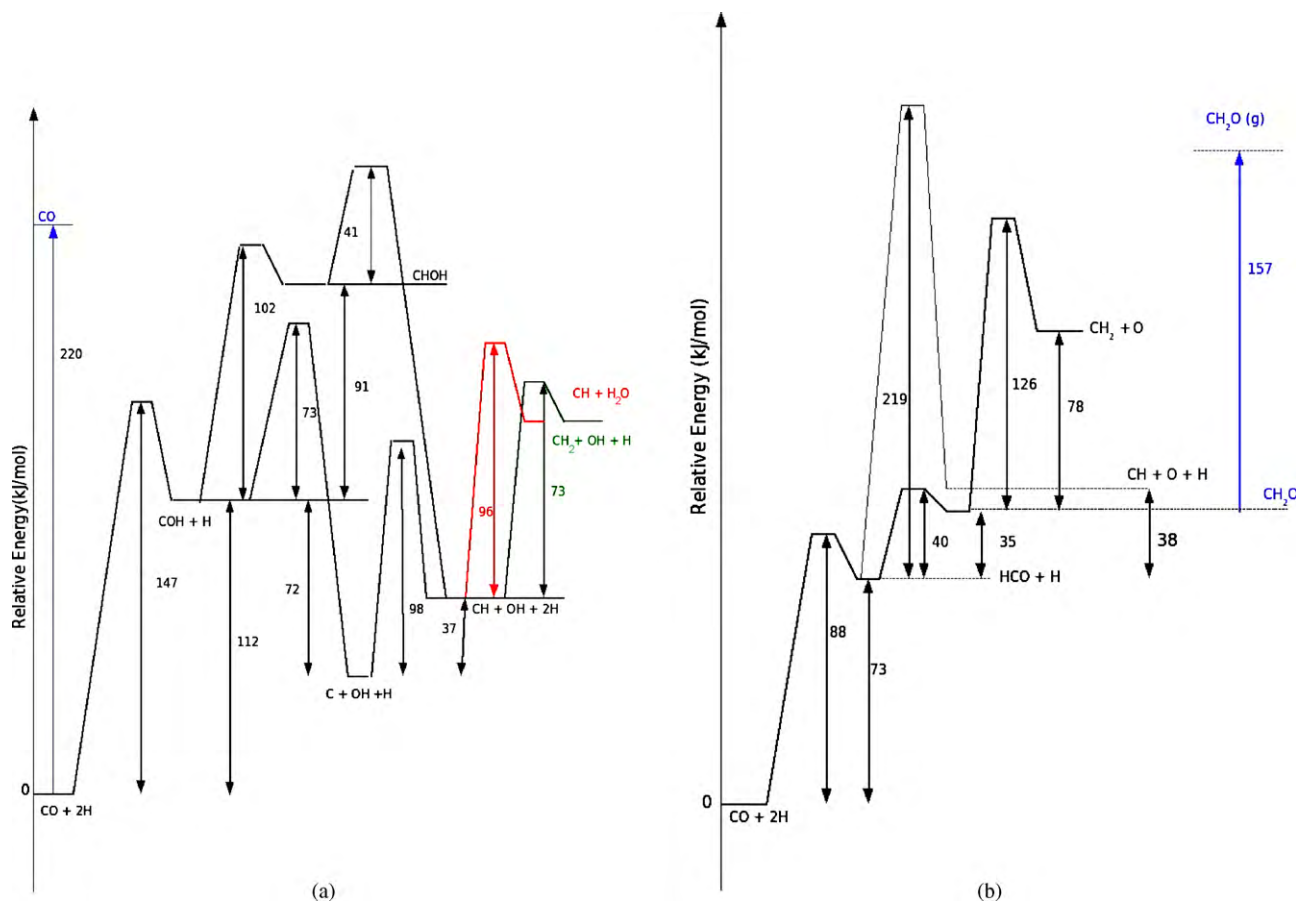 Relative Energy(kJ/mol)
CO
220
0
CO + 2H
147
COH + H
112
102
73
72
41
CHOH
91
C + OH +H
98
37
96
CH + H₂O
CH₂+ OH + H
73
CH + OH + 2H
(a)
Relative Energy (kJ/mol)
0
CO + 2H
88
73
219
40
35
HCO + H
126
78
CH₂ + O
CH + O + H
38
CH₂O (g)
157
CH₂O
(b)